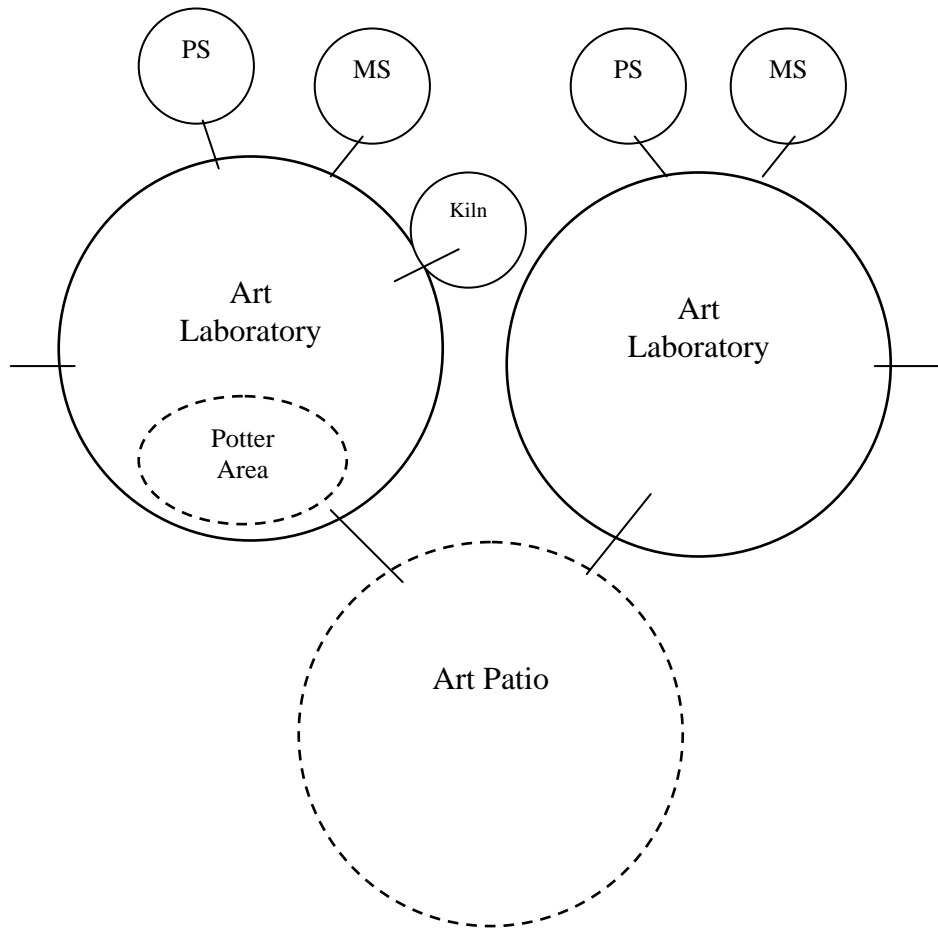 PS
MS
PS
MS
Kiln
Art
Laboratory
Art
Laboratory
Potter
Area
Art Patio